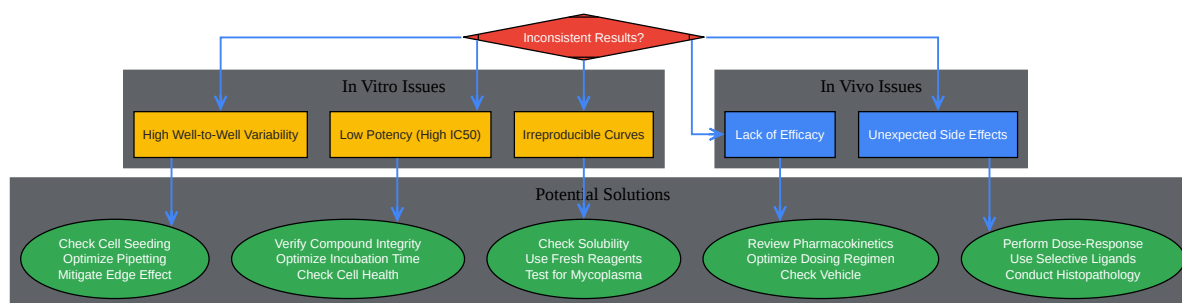 Inconsistent Results?
In Vitro Issues
In Vivo Issues
High Well-to-Well Variability
Low Potency (High IC50)
Irreproducible Curves
Lack of Efficacy
Unexpected Side Effects
Potential Solutions
Check Cell Seeding
Optimize Pipetting
Mitigate Edge Effect
Verify Compound Integrity
Optimize Incubation Time
Check Cell Health
Check Solubility
Use Fresh Reagents
Test for Mycoplasma
Review Pharmacokinetics
Optimize Dosing Regimen
Check Vehicle
Perform Dose-Response
Use Selective Ligands
Conduct Histopathology